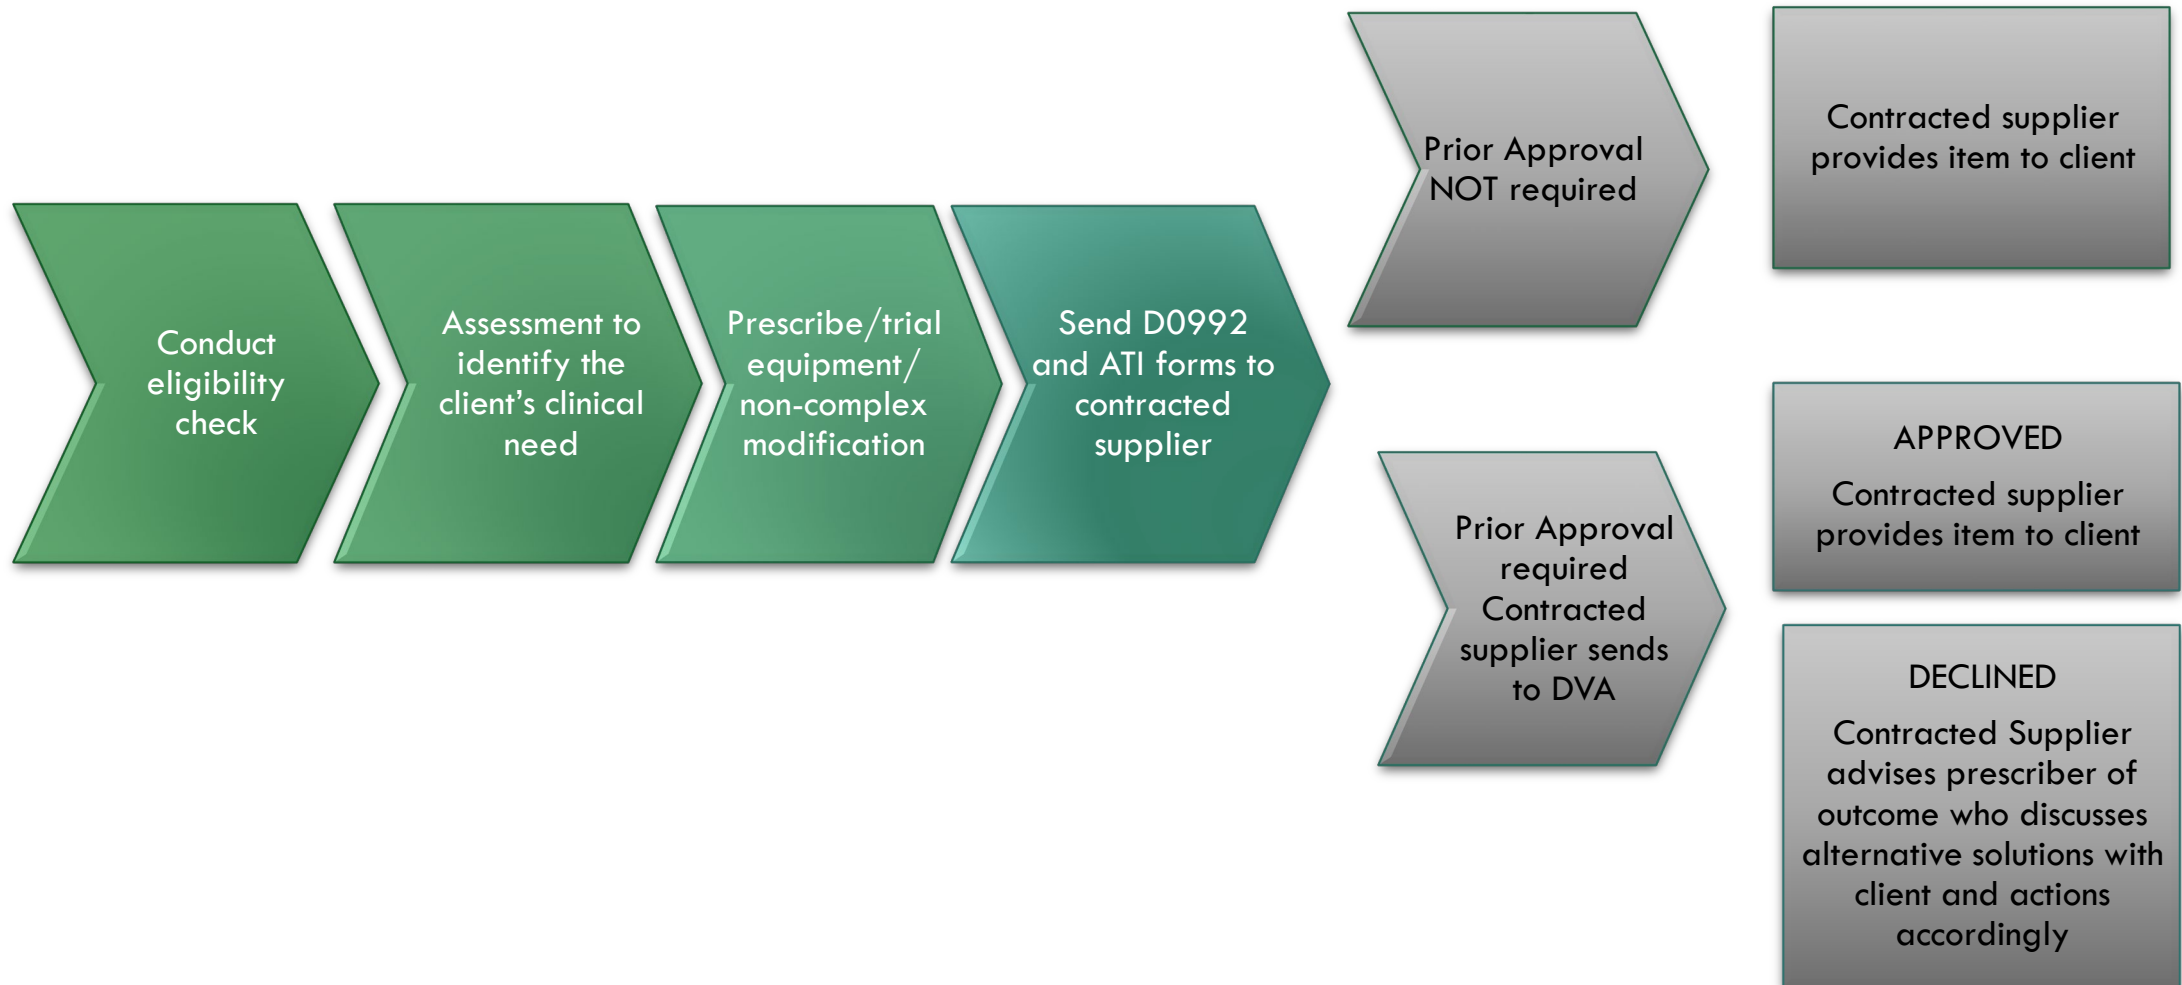 Conduct
eligibility
check
Assessment to
identify the
client's clinical
need
Prescribe/trial
equipment/
non-complex
modification
Send D0992
and ATI forms to
contracted
supplier
Prior Approval
NOT required
Contracted supplier
provides item to client
Prior Approval
required
Contracted
supplier sends
to DVA
APPROVED
Contracted supplier
provides item to client
DECLINED
Contracted Supplier
advises prescriber of
outcome who discusses
alternative solutions with
client and actions
accordingly